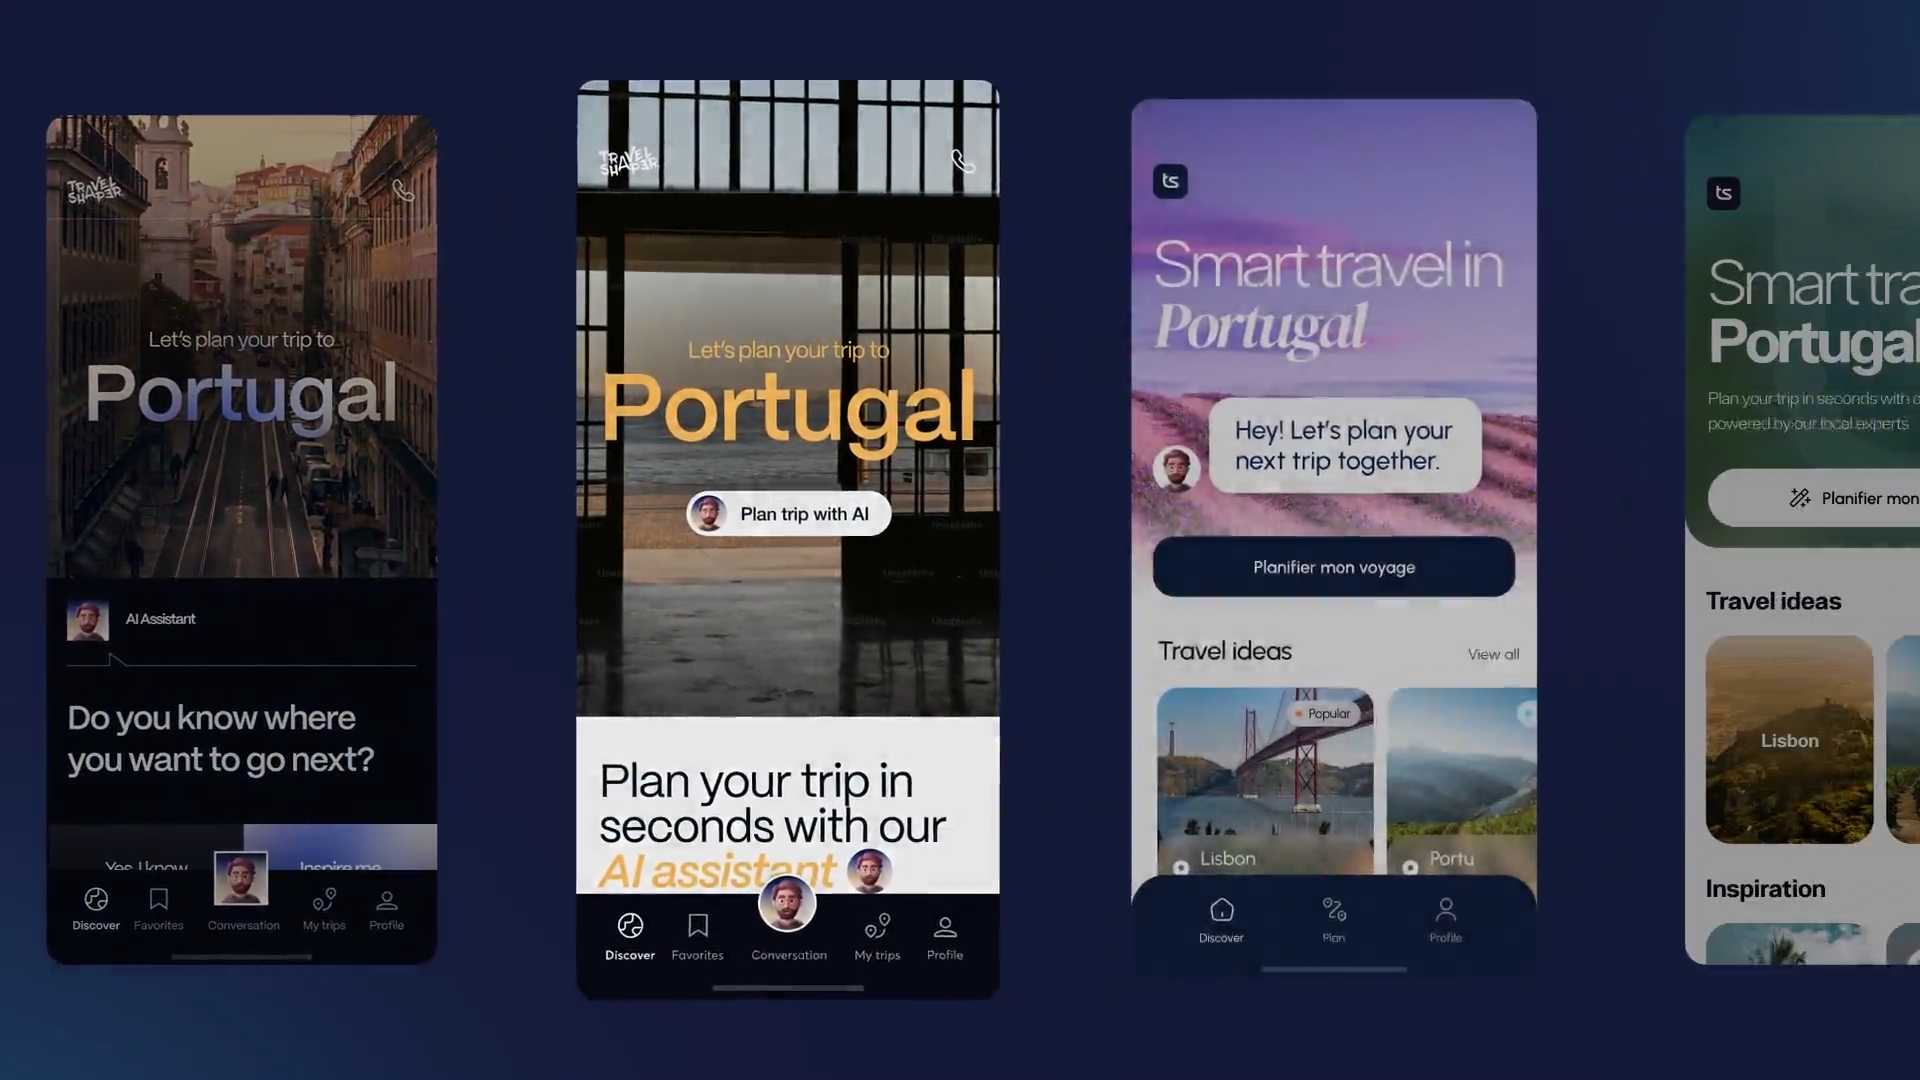 TRAVEL
SHAPER
Let's plan your trip to
Portugal
AI Assistant
Do you know where
you want to go next?
Yes, I know
Inspire me
Discover
Favorites
Conversation
My trips
Profile
TRAVEL
SHAPER
Let's plan your trip to
Portugal
Plan trip with AI
Plan your trip in
seconds with our
AI assistant
Discover
Favorites
Conversation
My trips
Profile
ts
Smart travel in
Portugal
Hey! Let's plan your
next trip together.
Planifier mon voyage
Travel ideas
View all
Popular
Lisbon
Portu
Discover
Plan
Profile
ts
Smart tra
Portugal
Plan your trip in seconds with
powered by our local experts
Planifier mon
Travel ideas
Lisbon
Inspiration